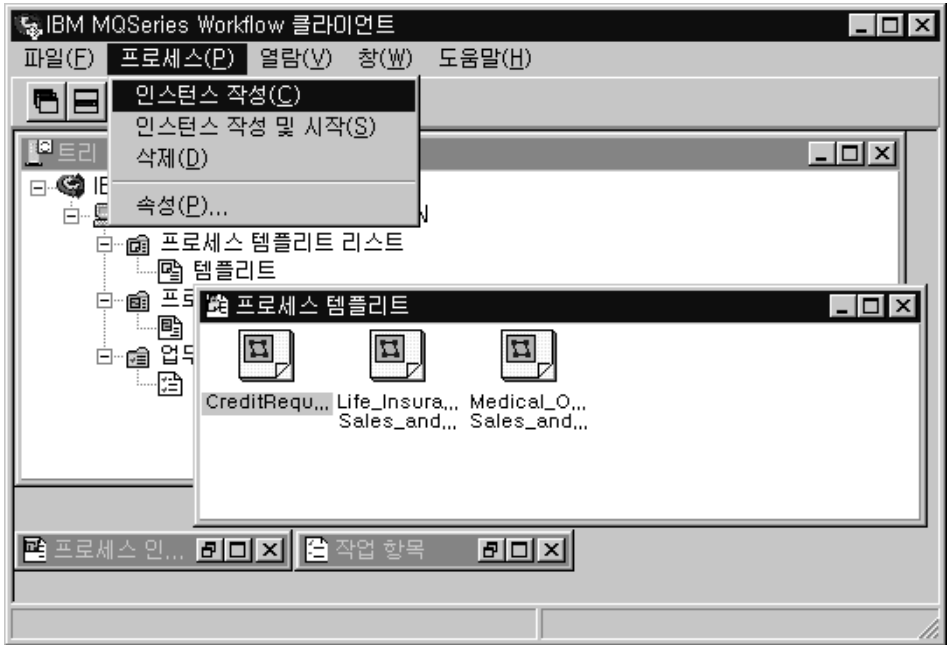 IBM MQSeries Workflow 클라이언트
파일(F) 프로세스(P) 열람(V) 창(W) 도움말(H)
인스턴스 작성(C)
인스턴스 작성 및 시작(S)
삭제(D)
속성(P)...
트리
프로세스 템플리트 리스트
템플리트
프로세스 템플리트
CreditRequ... Life_Insura... Medical_O...
Sales_and... Sales_and...
프로세스 인... 작업 항목